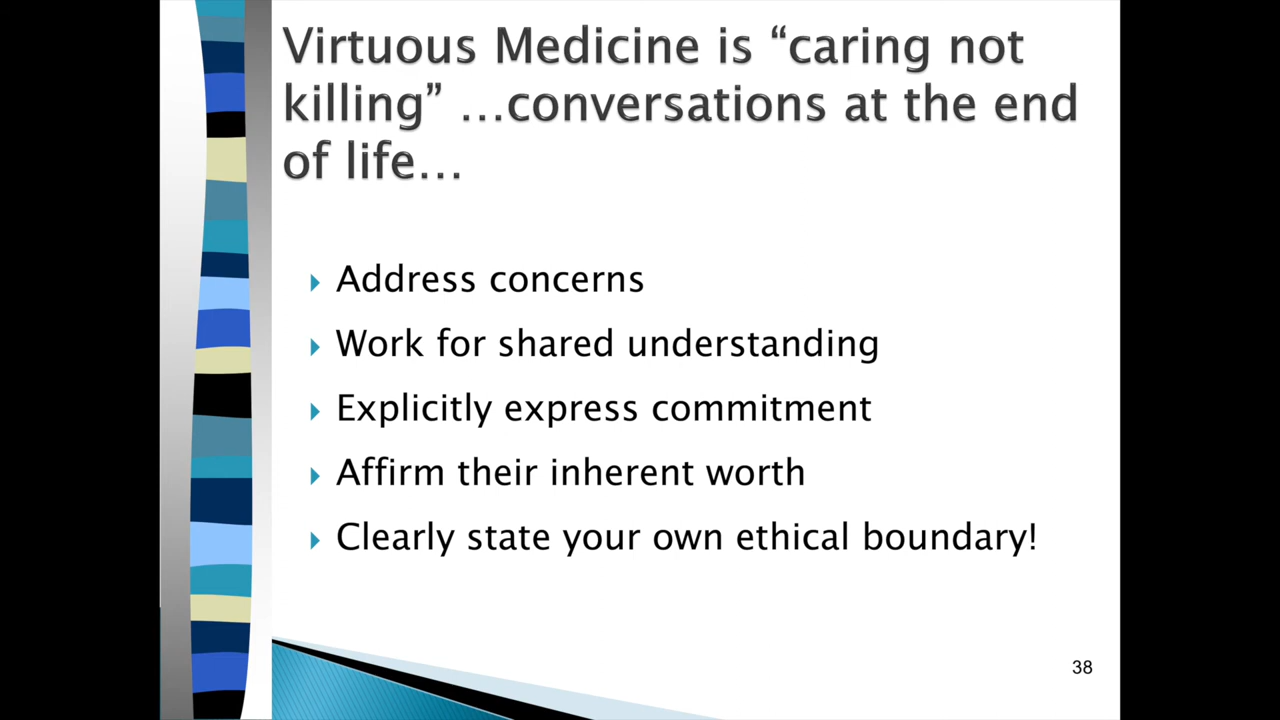 Virtuous Medicine is “caring not
killing” …conversations at the end
of life…
Address concerns
Work for shared understanding
Explicitly express commitment
Affirm their inherent worth
Clearly state your own ethical boundary!
38